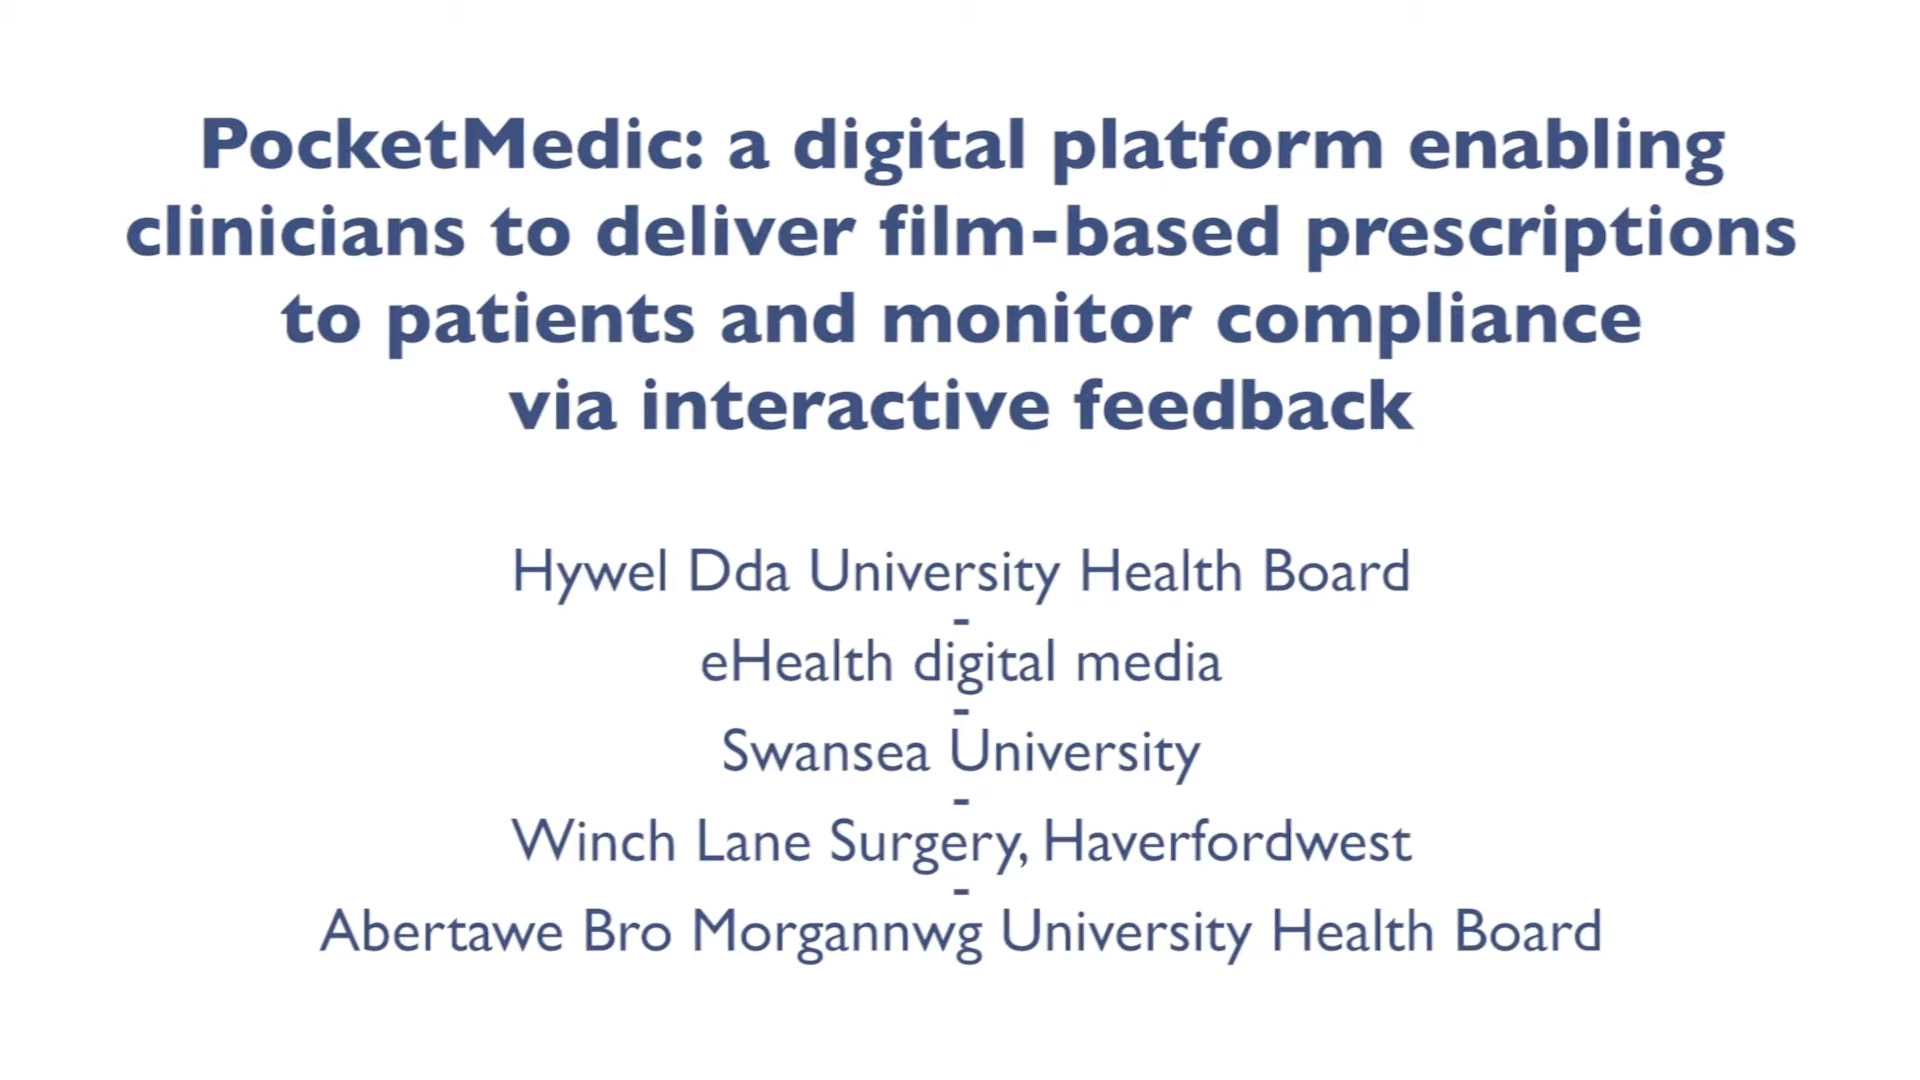 PocketMedic: a digital platform enabling
clinicians to deliver film-based prescriptions
to patients and monitor compliance
via interactive feedback
Hywel Dda University Health Board
-
eHealth digital media
-
Swansea University
-
Winch Lane Surgery, Haverfordwest
-
Abertawe Bro Morgannwg University Health Board